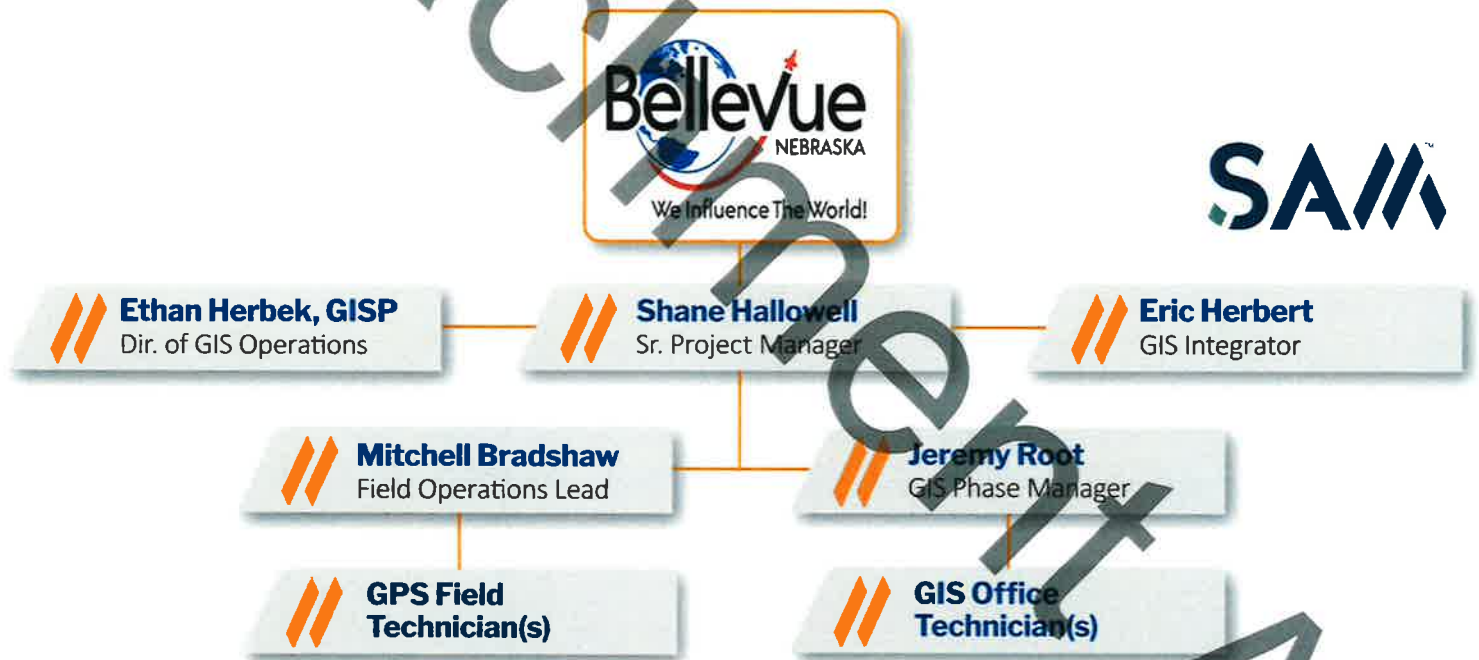 Bellevue
NEBRASKA
We Influence The World!
SAM
Ethan Herbek, GISP
Dir. of GIS Operations
Shane Hallowell
Sr. Project Manager
Eric Herbert
GIS Integrator
Mitchell Bradshaw
Field Operations Lead
Jeremy Root
GIS Phase Manager
GPS Field
Technician(s)
GIS Office
Technician(s)